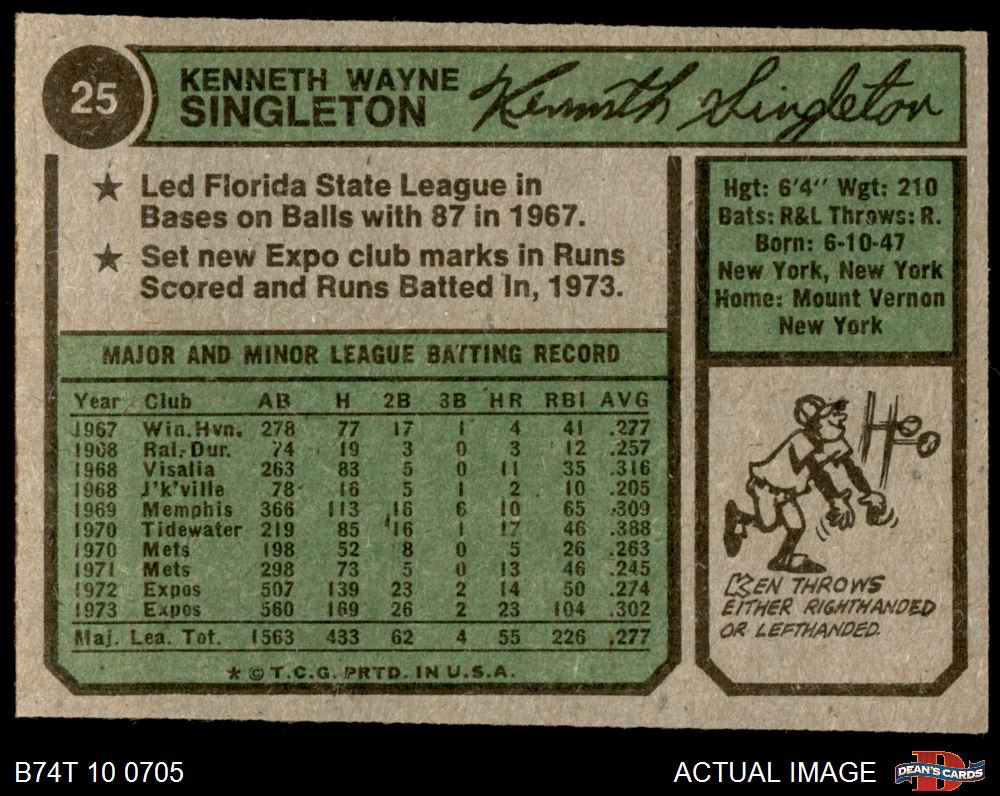 25
KENNETH WAYNE
SINGLETON
Kenneth Singleton
★ Led Florida State League in
Bases on Balls with 87 in 1967.
★ Set new Expo club marks in Runs
Scored and Runs Batted In, 1973.
Hgt: 6'4" Wgt: 210
Bats: R&L Throws: R.
Born: 6-10-47
New York, New York
Home: Mount Vernon
New York
MAJOR AND MINOR LEAGUE BATTING RECORD
Year Club AB H 2B 3B HR RBI AVG
1967 Win.Hvn. 278 77 17 1 4 41 .277
1968 Ral.-Dur. 74 19 3 0 3 12 .257
1968 Visalia 263 83 5 0 11 35 .316
1968 J'k'ville 78 16 5 1 2 10 .205
1969 Memphis 366 113 16 6 10 65 .309
1970 Tidewater 219 85 16 1 17 46 .388
1970 Mets 198 52 8 0 5 26 .263
1971 Mets 298 73 5 0 13 46 .245
1972 Expos 507 139 23 2 14 50 .274
1973 Expos 560 169 26 2 23 104 .302
Maj. Lea. Tot. 1563 433 62 4 55 226 .277
* © T.C.G. PRTD. IN U.S.A.
KEN THROWS
EITHER RIGHTHANDED
OR LEFTHANDED.
B74T 10 0705
ACTUAL IMAGE
DEAN'S CARDS